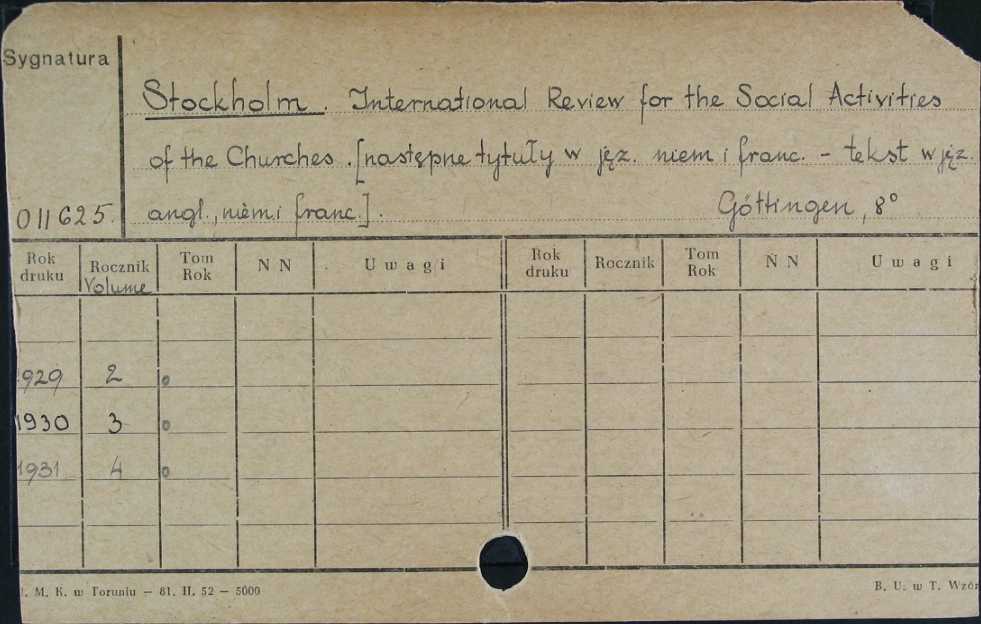 Sygnatura
Stockholm. International Review for the Social Activities
of the Churches. [następne tytuły w jęz. niem i franc. - tekst w jęz.
011625. angl., niem i franc.]. Göttingen, 8°
Rok druku Rocznik Volume Tom Rok N N Uwagi Rok druku Rocznik Tom Rok N N Uwagi
1929 2
1930 3
1931 4
. M. K. w Toruniu — 81. II. 52 — 5000 B. U. w T. Wzór